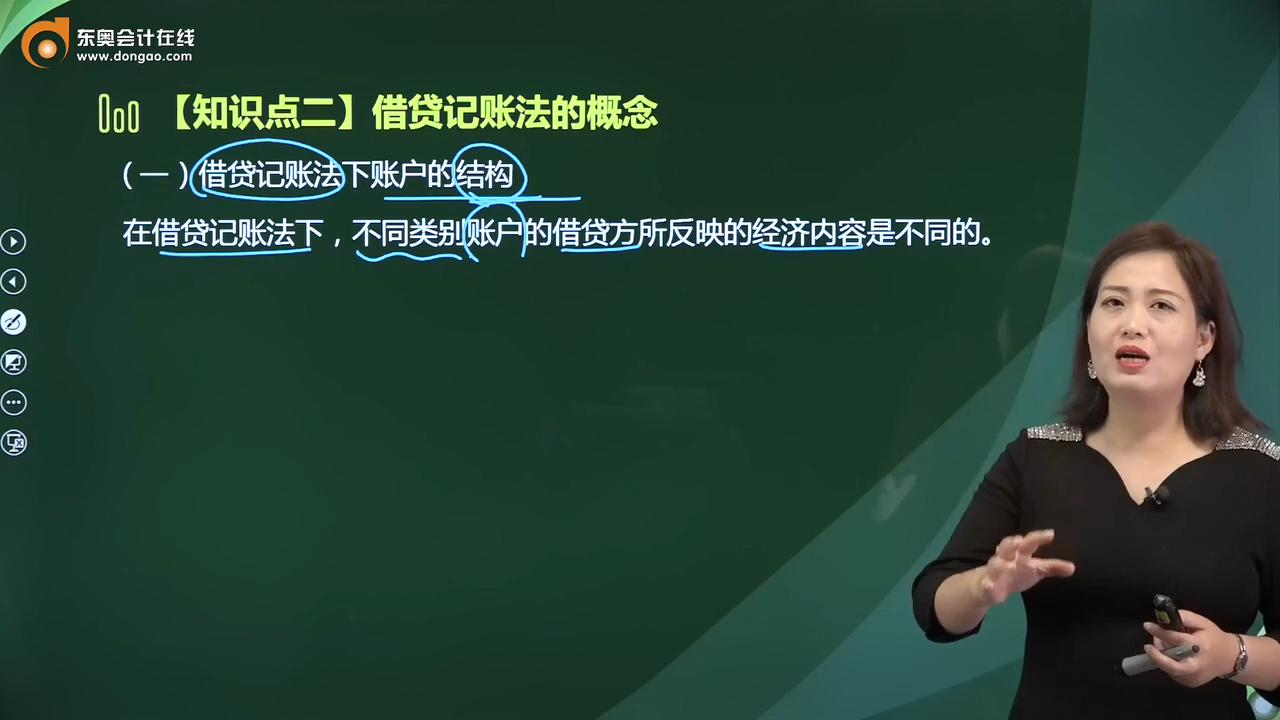 东奥会计在线
www.dongao.com
【知识点二】借贷记账法的概念
（一）借贷记账法下账户的结构
在借贷记账法下，不同类别账户的借贷方所反映的经济内容是不同的。